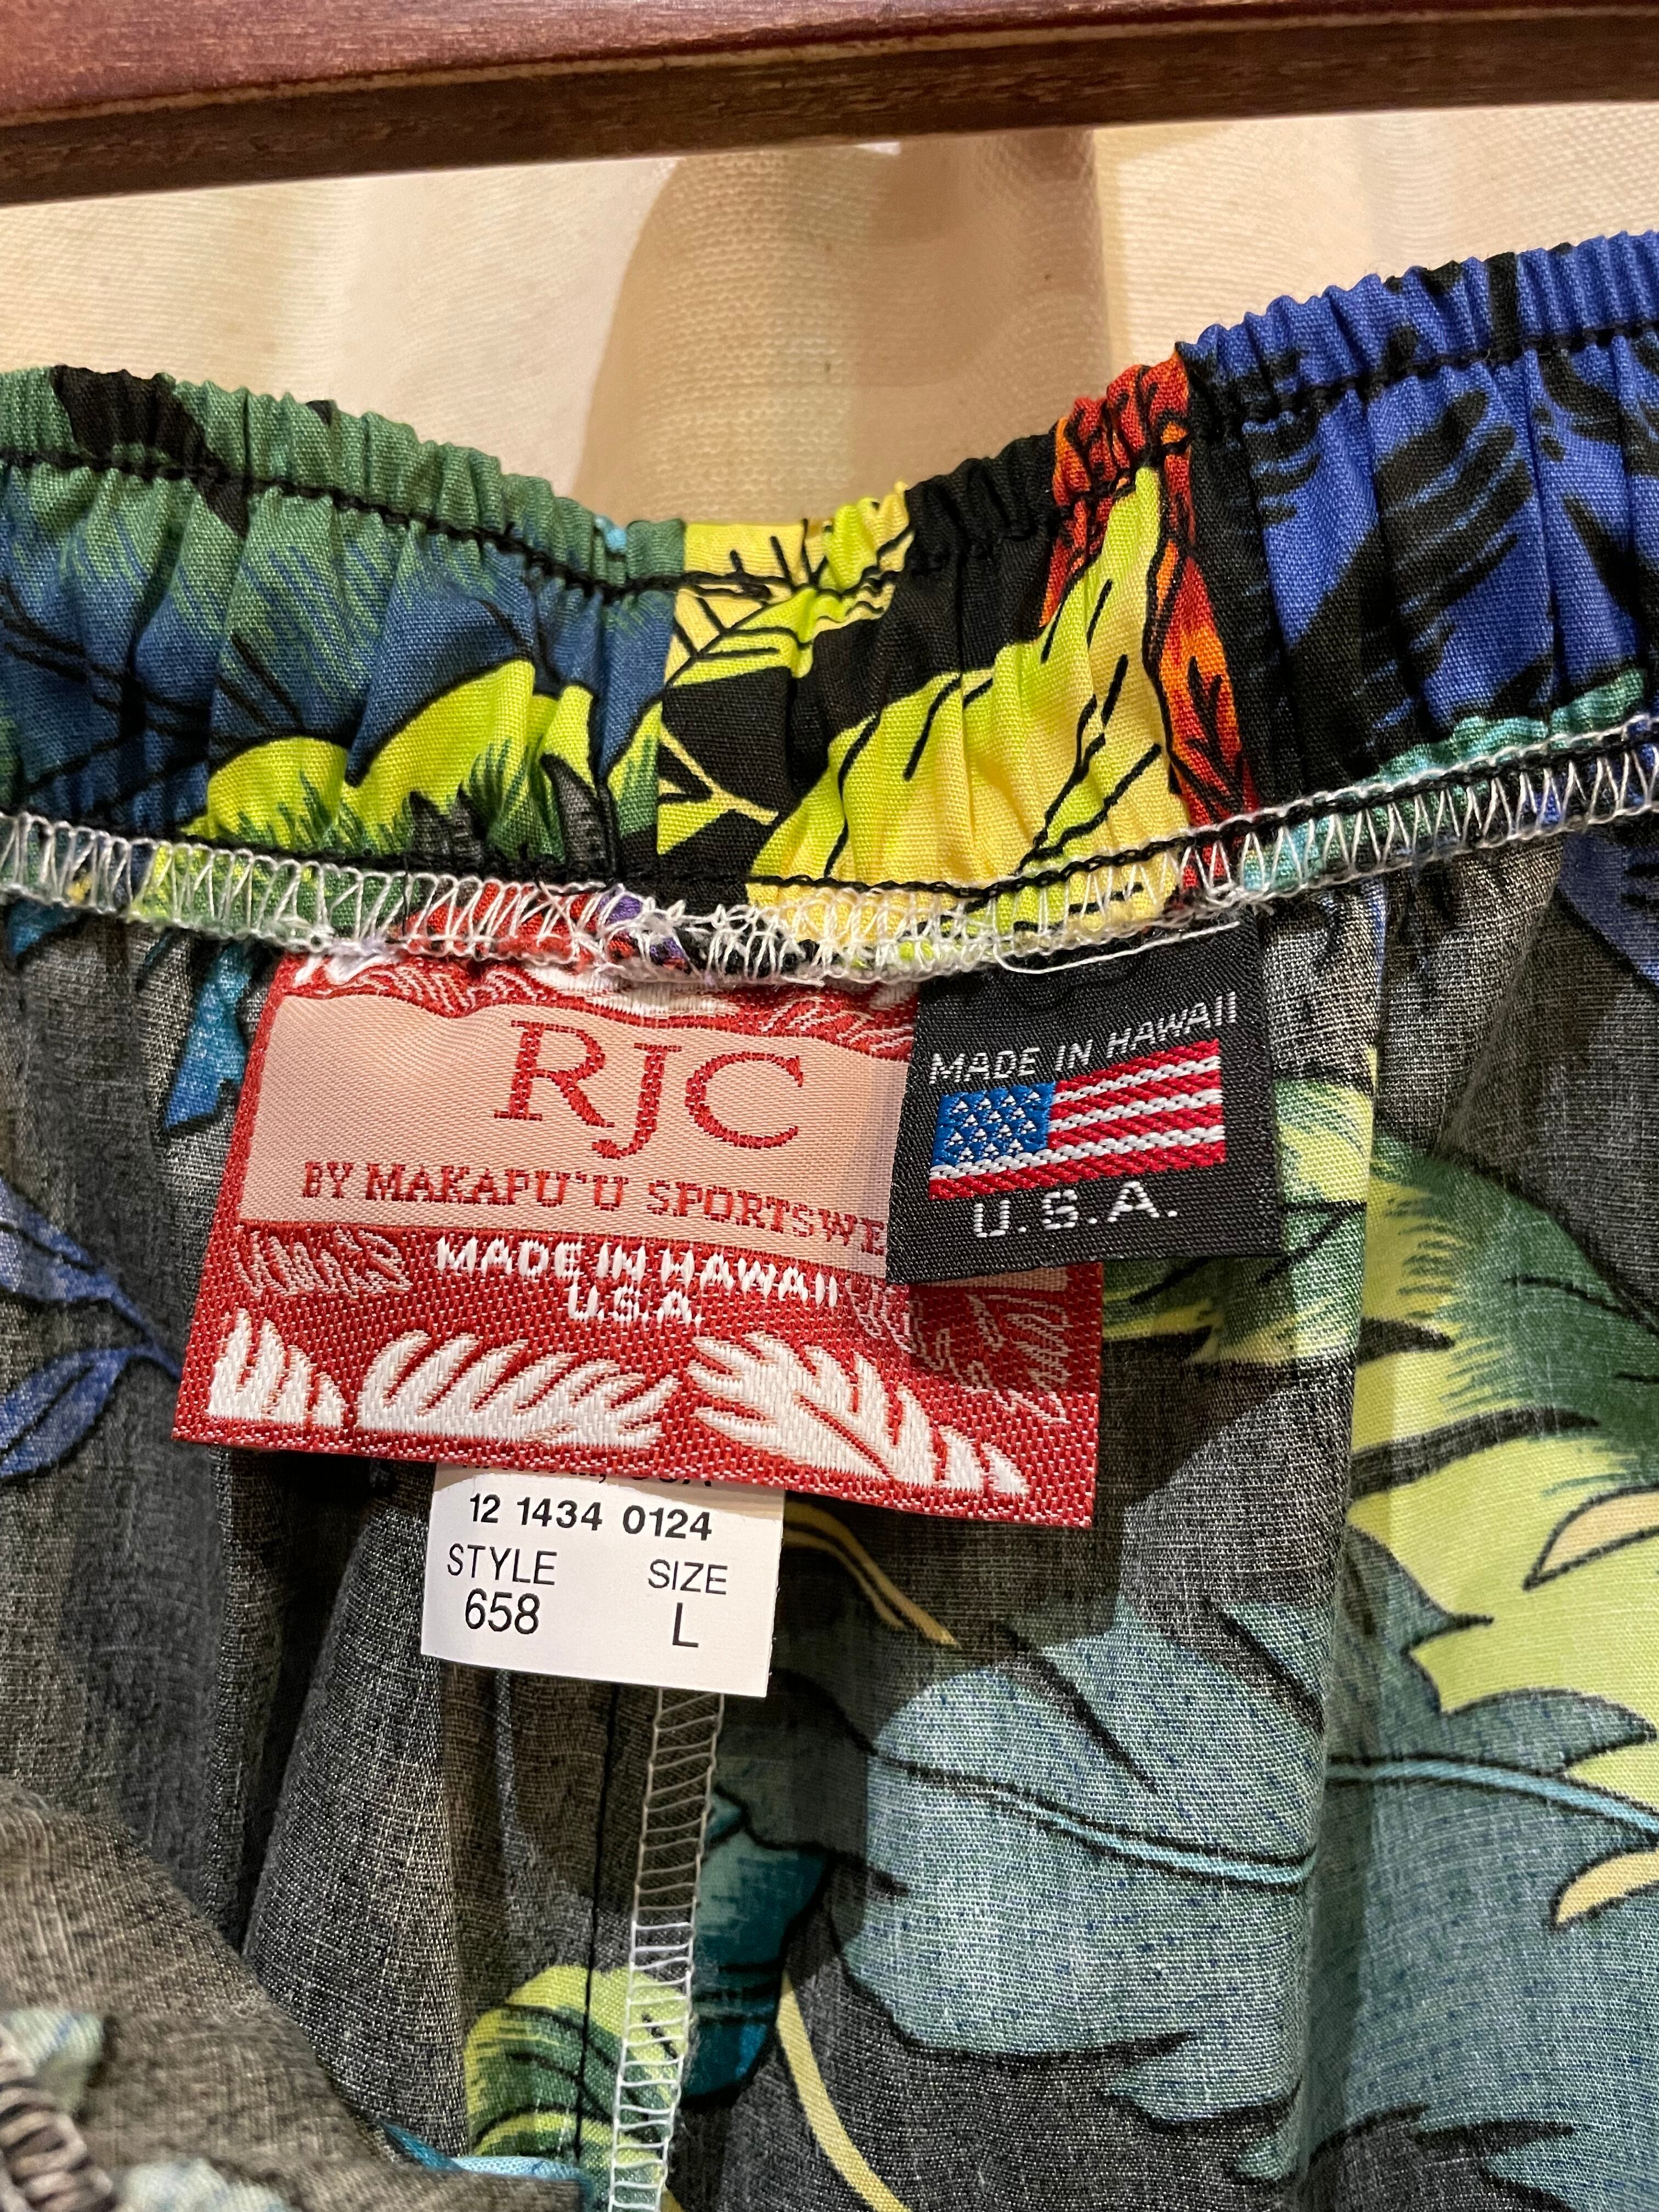 RJC
BY MAKAPU'U SPORTSWE
MADE IN HAWAII
U.S.A.
MADE IN HAWAII
U.S.A.
12 1434 0124
STYLE SIZE
658 L